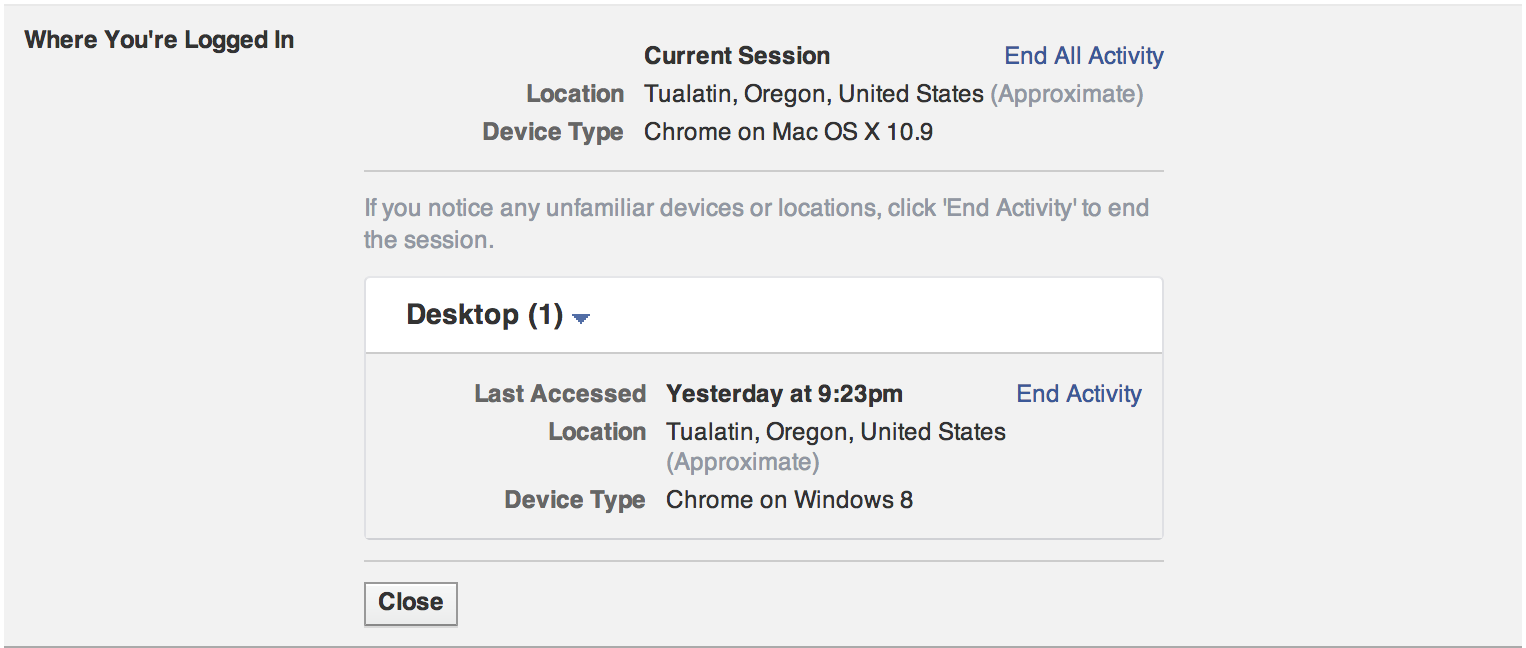 Where You're Logged In
Current Session End All Activity
Location Tualatin, Oregon, United States (Approximate)
Device Type Chrome on Mac OS X 10.9
If you notice any unfamiliar devices or locations, click 'End Activity' to end
the session.
Desktop (1)
Last Accessed Yesterday at 9:23pm End Activity
Location Tualatin, Oregon, United States
(Approximate)
Device Type Chrome on Windows 8
Close